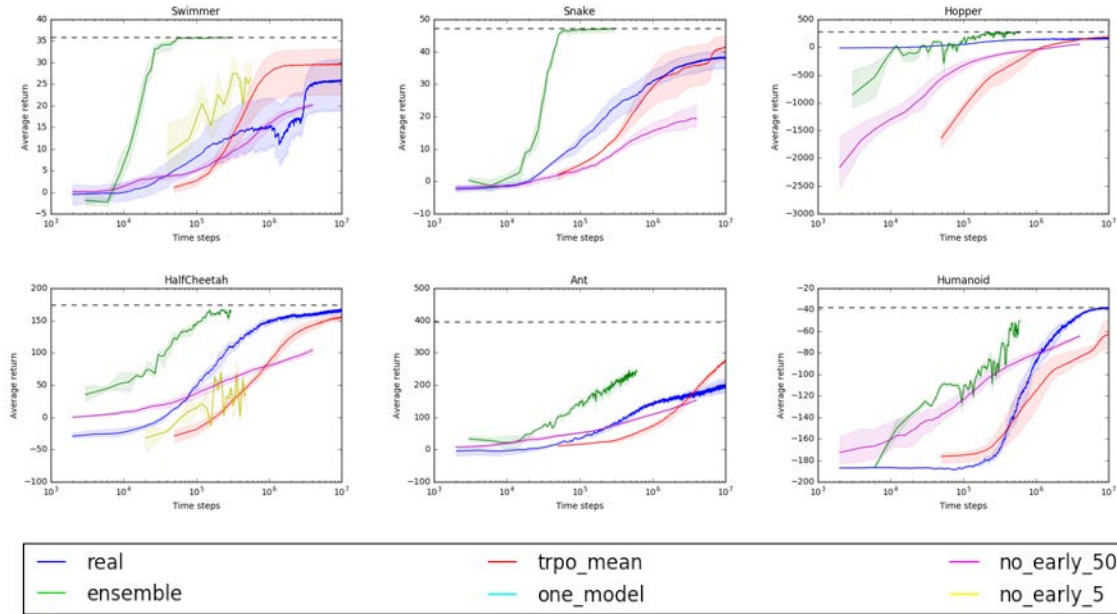 Swimmer
Snake
Hopper
40
35
30
25
20
15
10
5
0
−5
Average return
10³ 10⁴ 10⁵ 10⁶ 10⁷
Time steps
50
40
30
20
10
0
−10
Average return
10³ 10⁴ 10⁵ 10⁶ 10⁷
Time steps
500
0
−500
−1000
−1500
−2000
−2500
−3000
Average return
10³ 10⁴ 10⁵ 10⁶ 10⁷
Time steps
HalfCheetah
Ant
Humanoid
200
150
100
50
0
−50
−100
Average return
10³ 10⁴ 10⁵ 10⁶ 10⁷
Time steps
500
400
300
200
100
0
−100
Average return
10³ 10⁴ 10⁵ 10⁶ 10⁷
Time steps
−20
−40
−60
−80
−100
−120
−140
−160
−180
−200
Average return
10³ 10⁴ 10⁵ 10⁶ 10⁷
Time steps
real
trpo_mean
no_early_50
ensemble
one_model
no_early_5